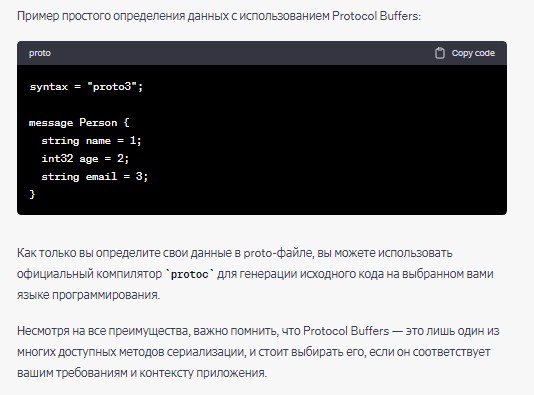 Пример простого определения данных с использованием Protocol Buffers:
proto
Copy code
syntax = "proto3";
message Person {
string name = 1;
int32 age = 2;
string email = 3;
}
Как только вы определите свои данные в proto-файле, вы можете использовать
официальный компилятор `protoc` для генерации исходного кода на выбранном вами
языке программирования.
Несмотря на все преимущества, важно помнить, что Protocol Buffers — это лишь один из
многих доступных методов сериализации, и стоит выбирать его, если он соответствует
вашим требованиям и контексту приложения.